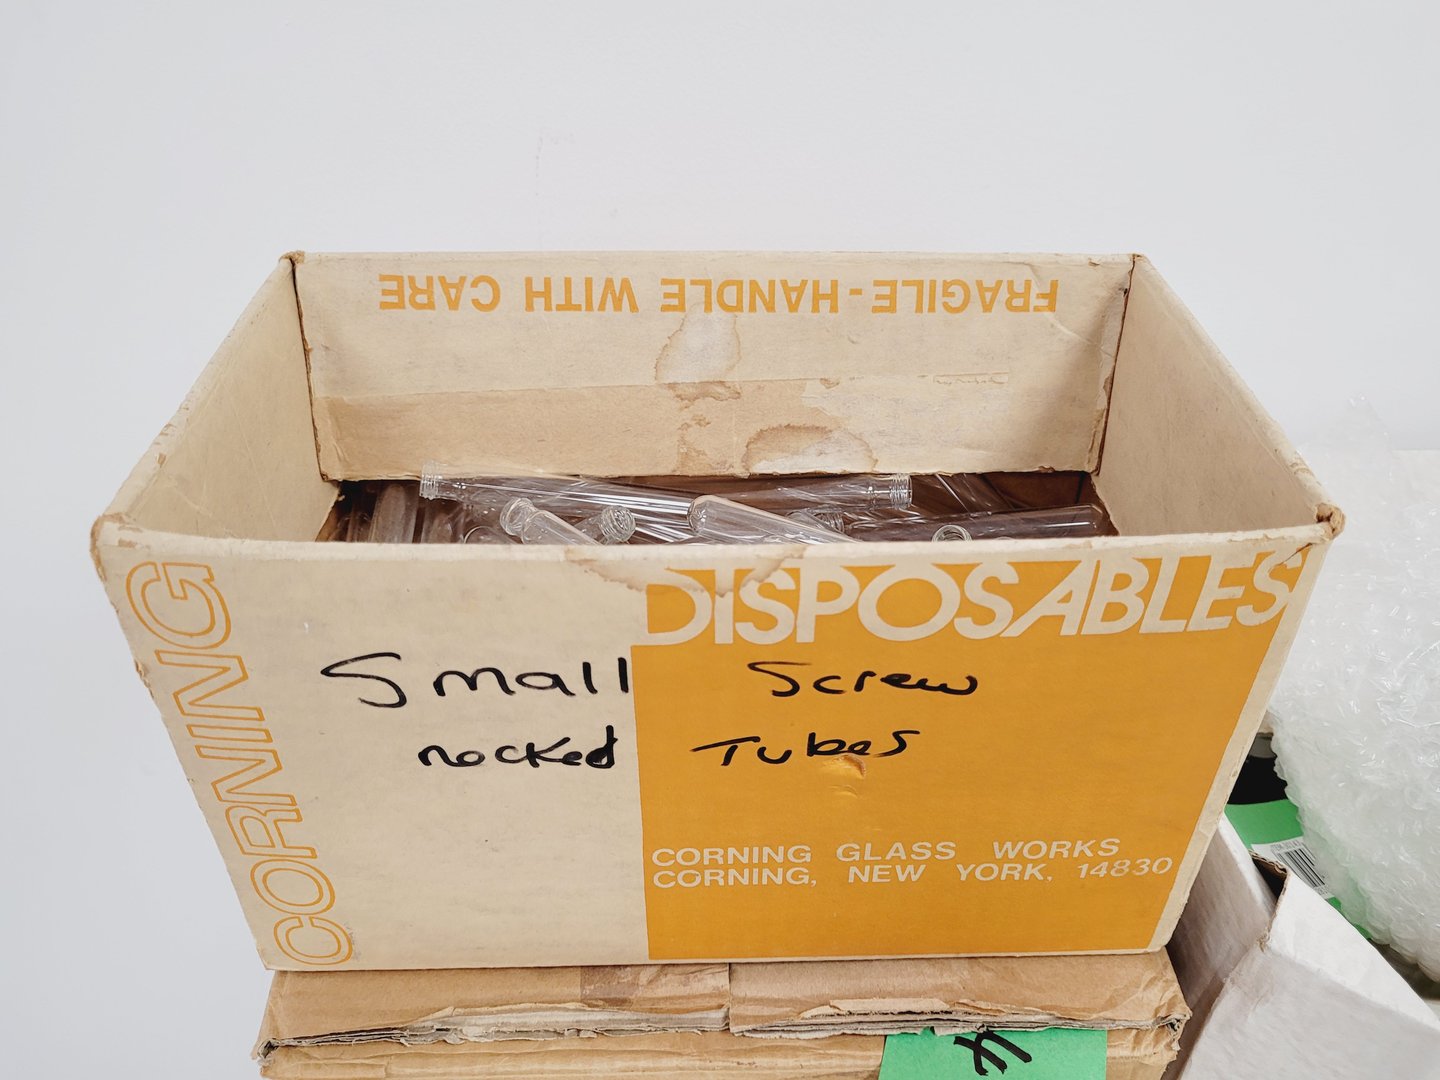 FRAGILE-HANDLE WITH CARE
CORNING
DISPOSABLES
Small Screw
nocked Tubes
CORNING GLASS WORKS
CORNING, NEW YORK, 14830